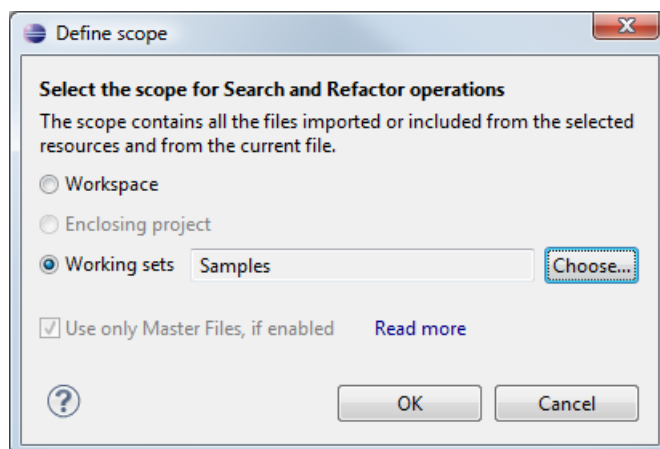 Define scope
Select the scope for Search and Refactor operations
The scope contains all the files imported or included from the selected
resources and from the current file.
Workspace
Enclosing project
Working sets Samples Choose...
Use only Master Files, if enabled Read more
? OK Cancel